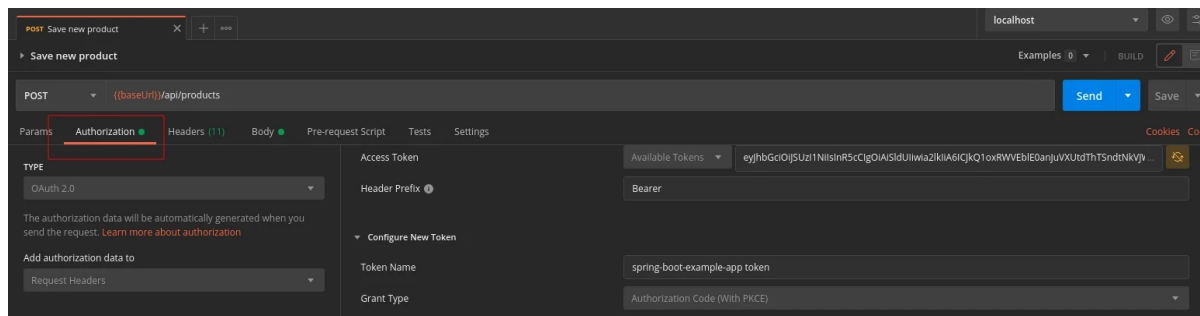 POST Save new product
localhost
Save new product
Examples 0 BUILD
POST {{baseUrl}}/api/products Send Save
Params Authorization Headers (11) Body Pre-request Script Tests Settings Cookies Co
TYPE
OAuth 2.0
The authorization data will be automatically generated when you
send the request. Learn more about authorization
Add authorization data to
Request Headers
Access Token Available Tokens
Header Prefix Bearer
Configure New Token
Token Name spring-boot-example-app token
Grant Type Authorization Code (With PKCE)